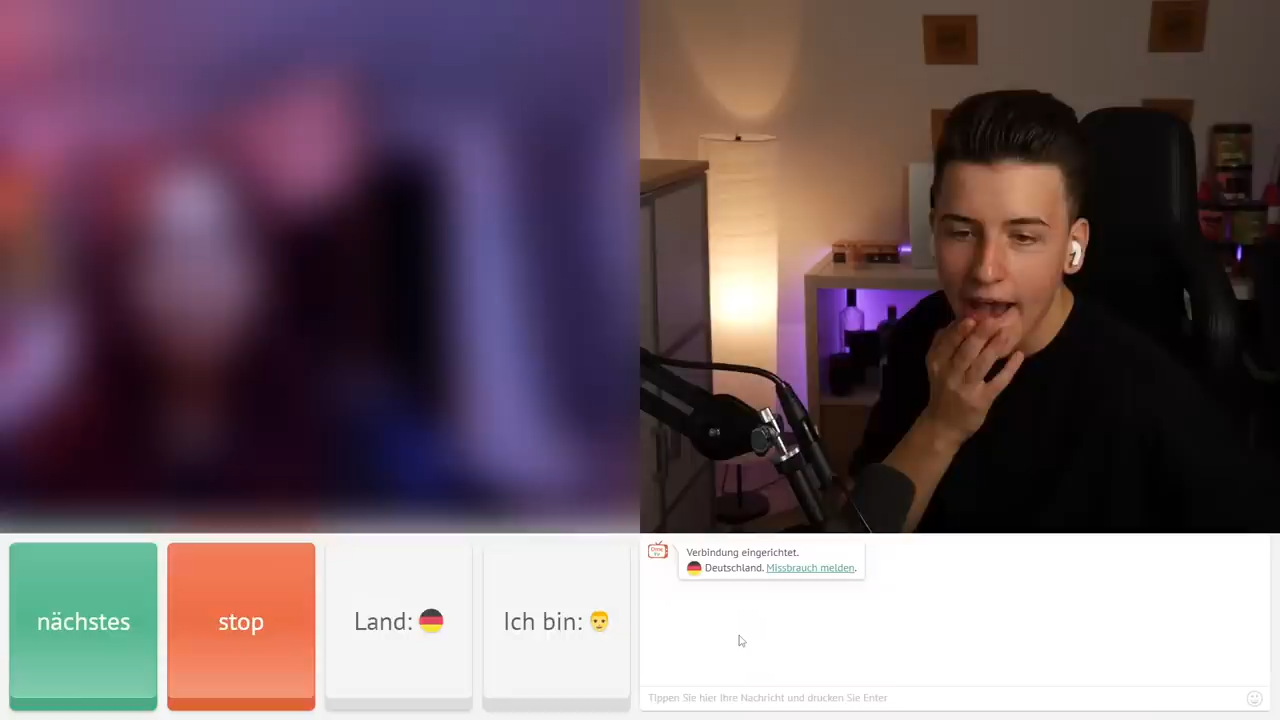 Verbindung eingerichtet.
Deutschland. Missbrauch melden.
nächstes
stop
Land:
Ich bin:
Tippen Sie hier Ihre Nachricht und drucken Sie Enter